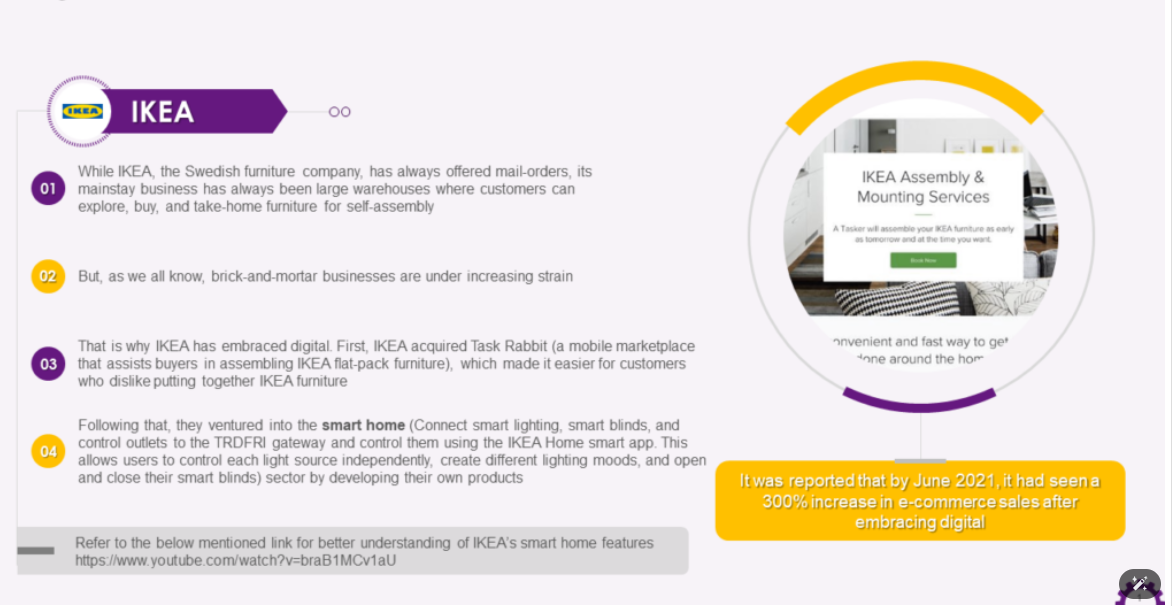 IKEA
IKEA
01
While IKEA, the Swedish furniture company, has always offered mail-orders, its
mainstay business has always been large warehouses where customers can
explore, buy, and take-home furniture for self-assembly
02
But, as we all know, brick-and-mortar businesses are under increasing strain
03
That is why IKEA has embraced digital. First, IKEA acquired Task Rabbit (a mobile marketplace
that assists buyers in assembling IKEA flat-pack furniture), which made it easier for customers
who dislike putting together IKEA furniture
04
Following that, they ventured into the smart home (Connect smart lighting, smart blinds, and
control outlets to the TRDFRI gateway and control them using the IKEA Home smart app. This
allows users to control each light source independently, create different lighting moods, and open
and close their smart blinds) sector by developing their own products
Refer to the below mentioned link for better understanding of IKEA's smart home features
https://www.youtube.com/watch?v=braB1MCv1aU
IKEA Assembly &
Mounting Services
A Tasker will assemble your IKEA furniture as early
as tomorrow and at the time you want.
Book Now
onvenient and fast way to get
done around the hom
It was reported that by June 2021, it had seen a
300% increase in e-commerce sales after
embracing digital